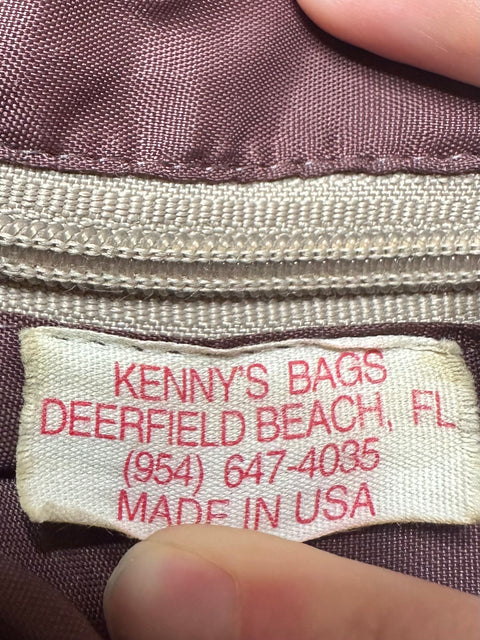 KENNY'S BAGS
DEERFIELD BEACH, FL
(954) 647-4035
MADE IN USA